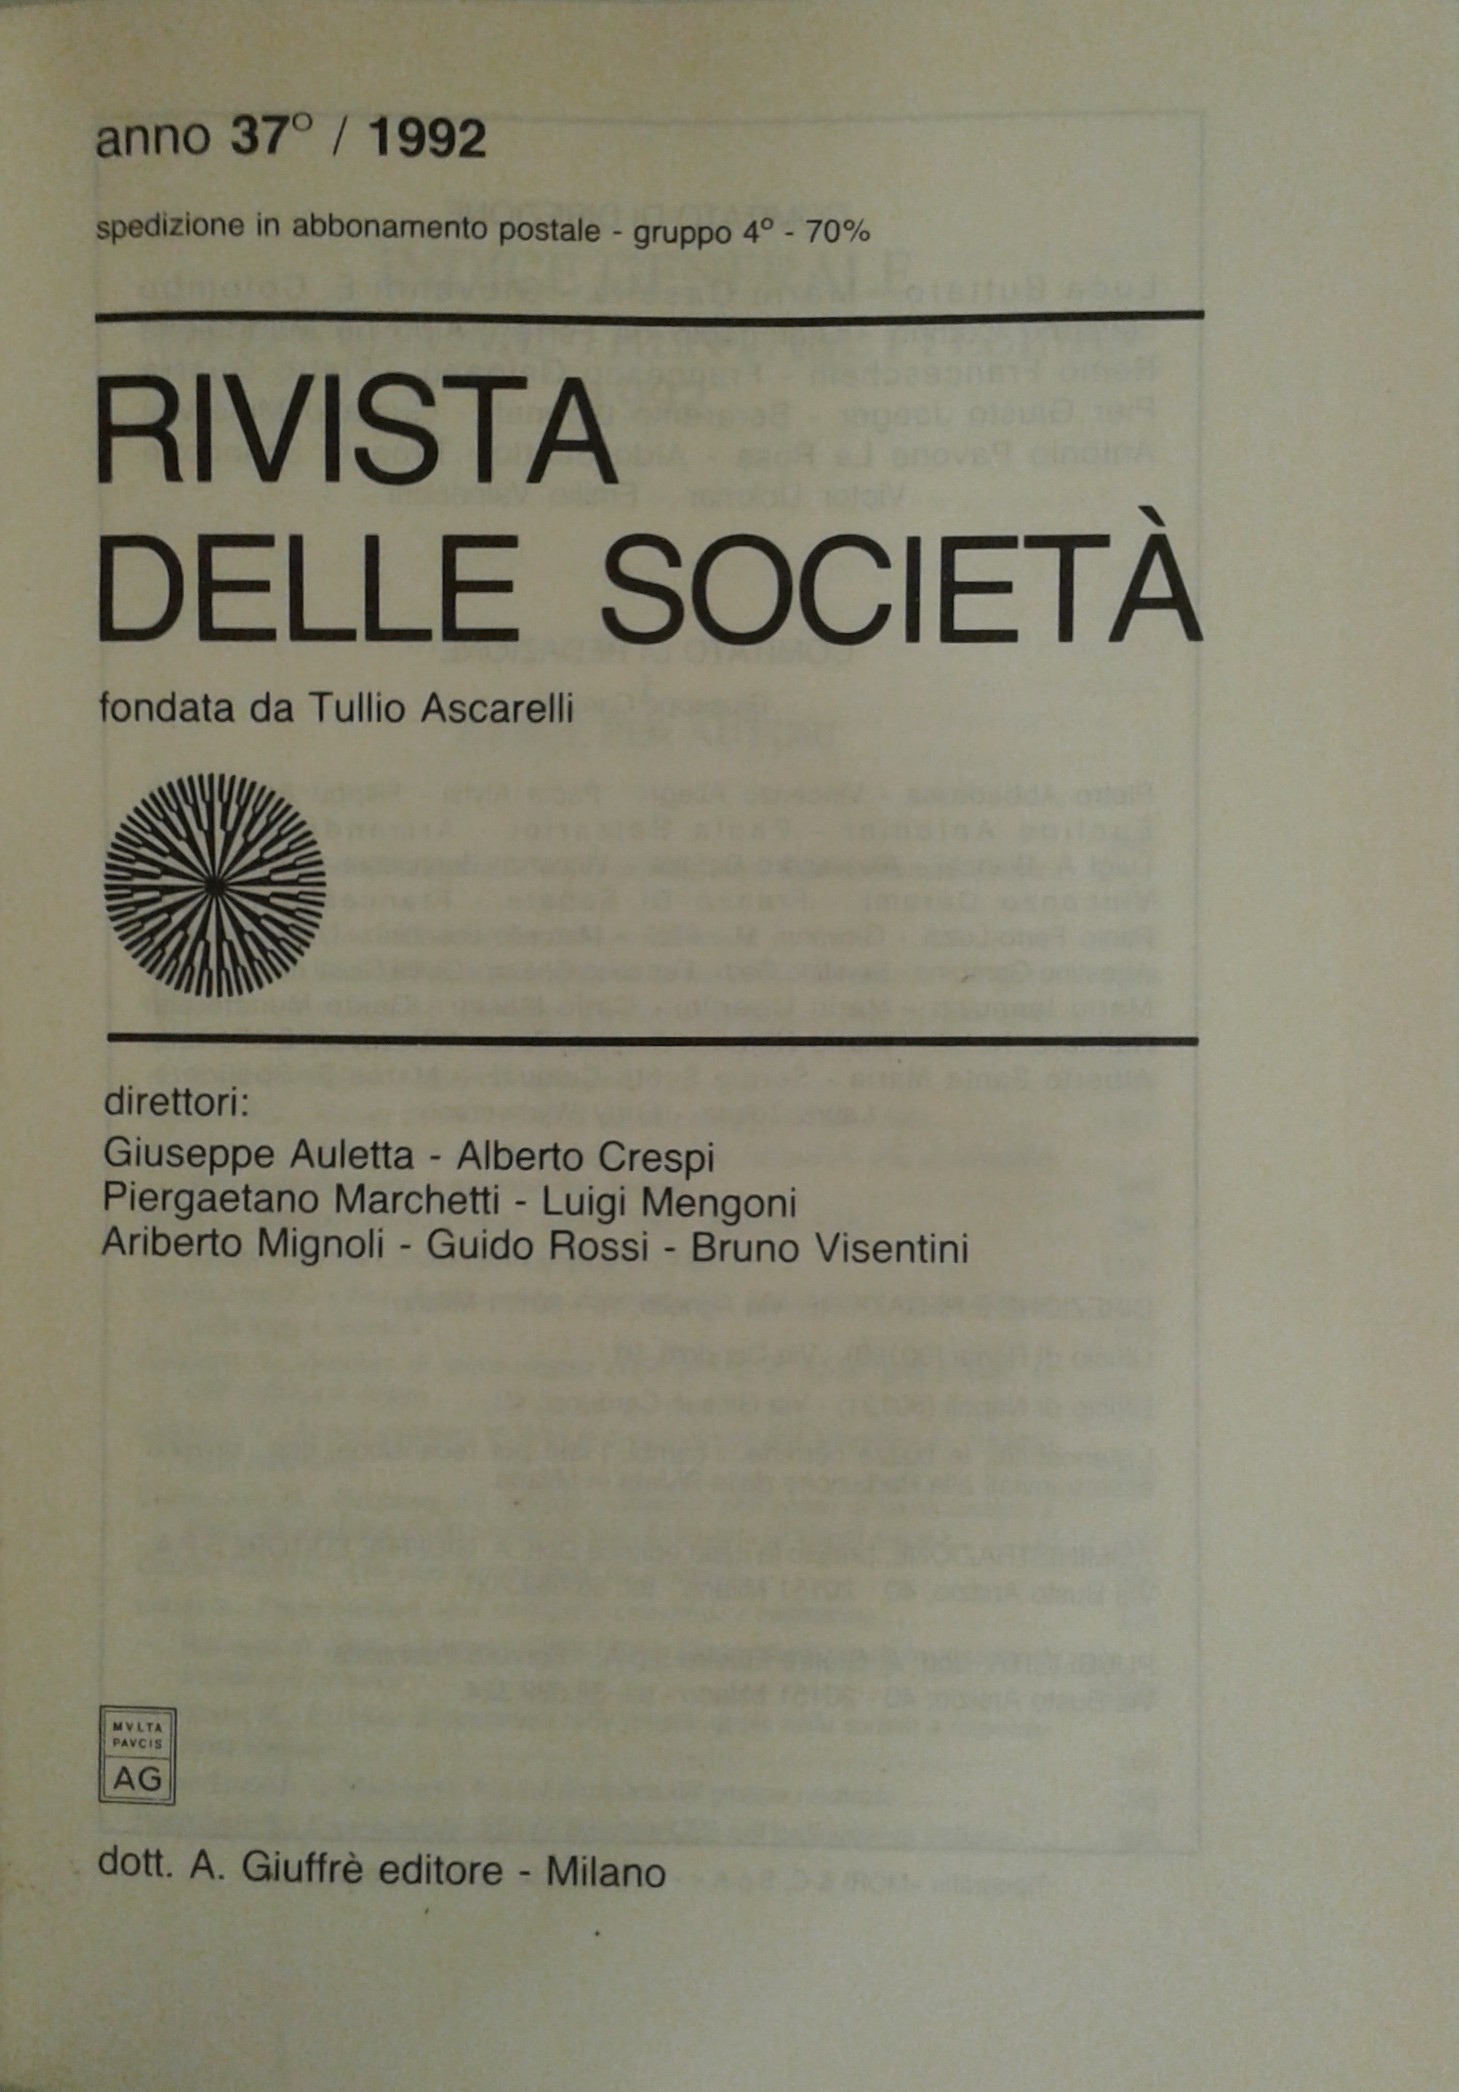 anno 37° / 1992
spedizione in abbonamento postale - gruppo 4° - 70%
RIVISTA
DELLE SOCIETÀ
fondata da Tullio Ascarelli
direttori:
Giuseppe Auletta - Alberto Crespi
Piergaetano Marchetti - Luigi Mengoni
Ariberto Mignoli - Guido Rossi - Bruno Visentini
MVLTA
PAVCIS
AG
dott. A. Giuffrè editore - Milano